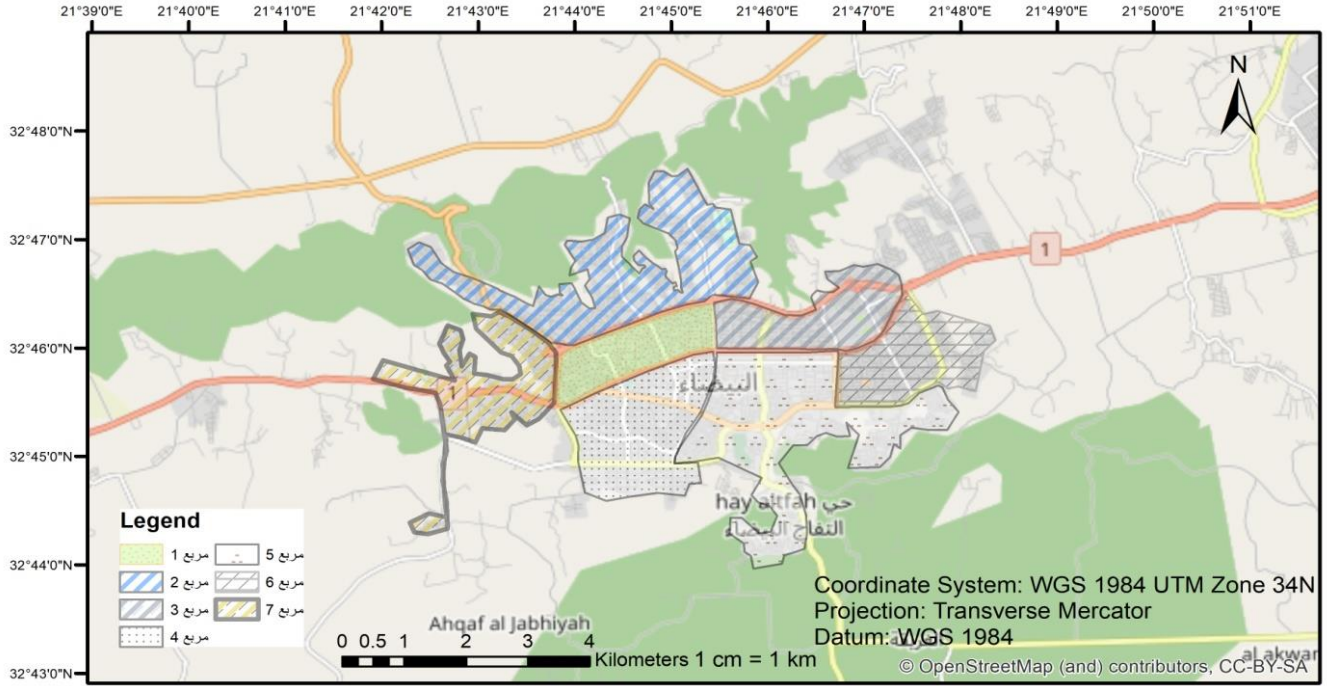 21°39'0"E 21°40'0"E 21°41'0"E 21°42'0"E 21°43'0"E 21°44'0"E 21°45'0"E 21°46'0"E 21°47'0"E 21°48'0"E 21°49'0"E 21°50'0"E 21°51'0"E
N
32°48'0"N
32°47'0"N
1
32°46'0"N
البيضاء
1
32°45'0"N
hay altfah حي
التفاح البيضاء
Legend
مربع 1 مربع 5
مربع 2 مربع 6
مربع 3 مربع 7
مربع 4
32°44'0"N
Coordinate System: WGS 1984 UTM Zone 34N
Projection: Transverse Mercator
Datum: WGS 1984
Ahqaf al Jabhiyah
0 0.5 1 2 3 4
Kilometers 1 cm = 1 km
al akwar
© OpenStreetMap (and) contributors, CC-BY-SA
32°43'0"N